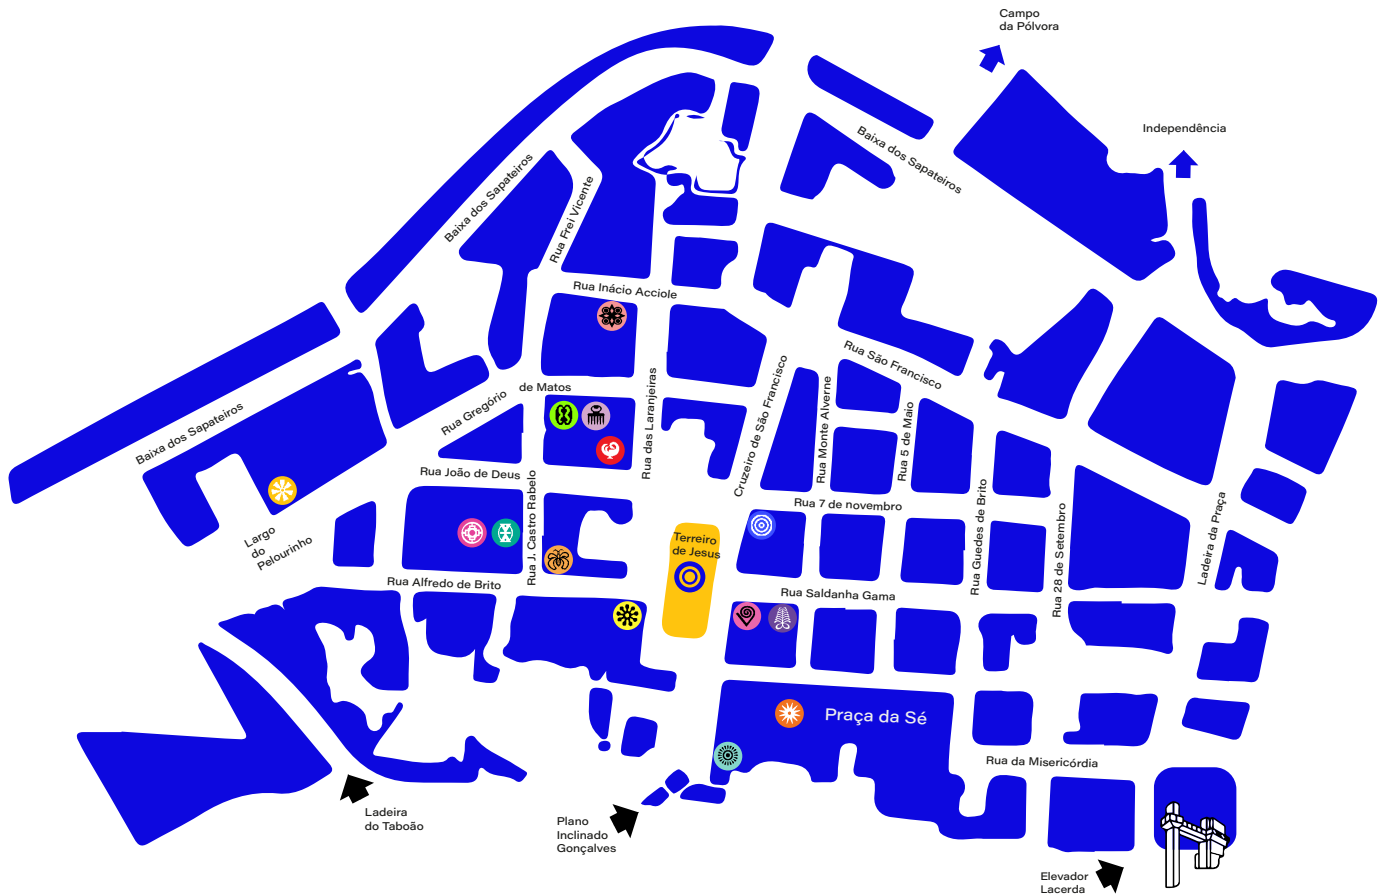 Campo
da Pólvora
Independência
Baixa dos Sapateiros
Baixa dos Sapateiros
Rua Frei Vicente
Rua Inácio Acciole
Rua São Francisco
Baixa dos Sapateiros
Rua Gregório
de Matos
Rua das Laranjeiras
Cruzeiro de São Francisco
Rua Monte Alverne
Rua 5 de Maio
Rua João de Deus
Rua J. Castro Rabelo
Rua 7 de novembro
Rua Guedes de Brito
Rua 28 de Setembro
Ladeira da Praça
Largo
do
Pelourinho
Terreiro
de Jesus
Rua Alfredo de Brito
Rua Saldanha Gama
Praça da Sé
Rua da Misericórdia
Ladeira
do Taboão
Plano
Inclinado
Gonçalves
Elevador
Lacerda